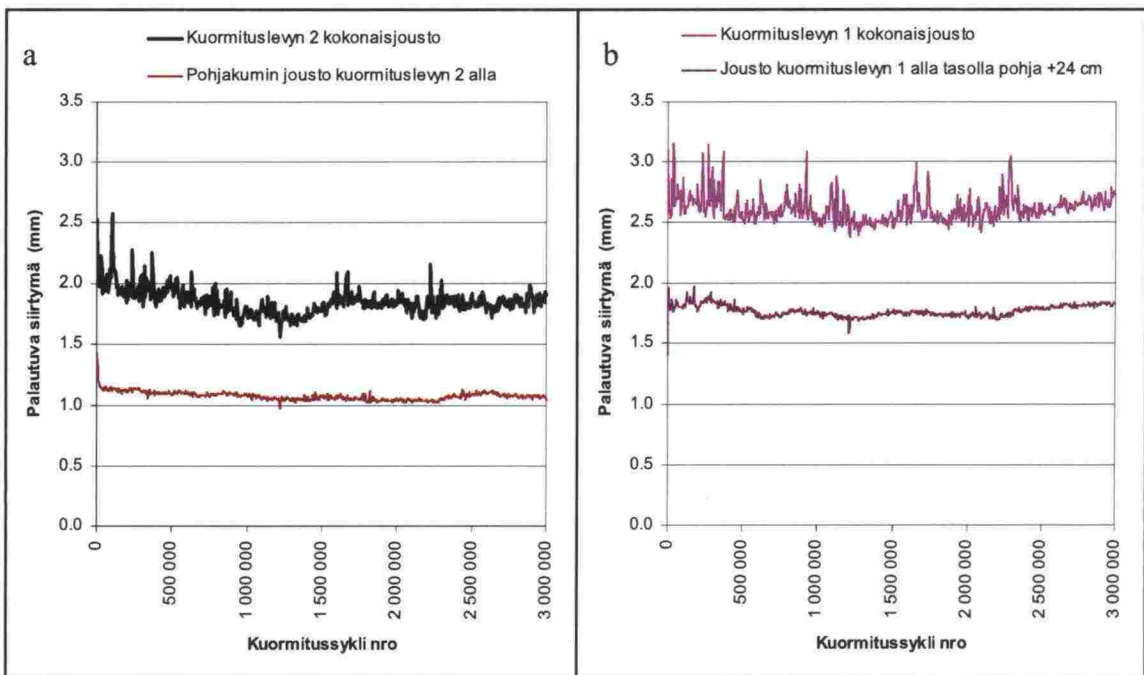 a
Kuormituslevyn 2 kokonaisjousto
Pohjakumin jousto kuormituslevyn 2 alla
Palautuva siirtymä (mm)
3.5
3.0
2.5
2.0
1.5
1.0
0.5
0.0
0
500 000
1 000 000
1 500 000
2 000 000
2 500 000
3 000 000
Kuormitussykli nro
b
Kuormituslevyn 1 kokonaisjousto
Jousto kuormituslevyn 1 alla tasolla pohja +24 cm
Palautuva siirtymä (mm)
3.5
3.0
2.5
2.0
1.5
1.0
0.5
0.0
0
500 000
1 000 000
1 500 000
2 000 000
2 500 000
3 000 000
Kuormitussykli nro